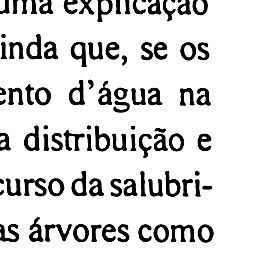 uma explicação
inda que, se os
ento d'água na
a distribuição e
curso da salubri-
as árvores como